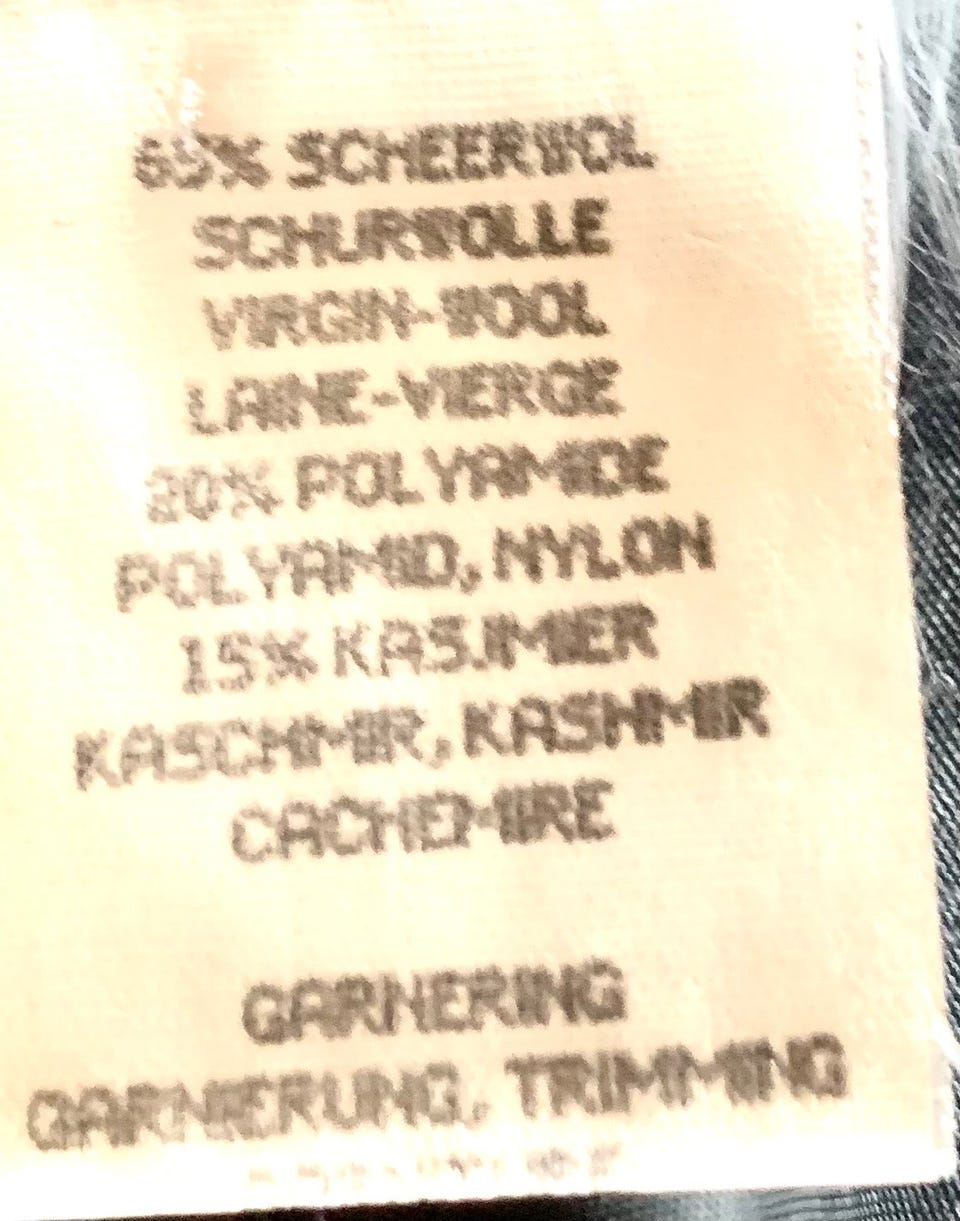 65% SCHEERWOL
SCHURWOLLE
VIRGIN-WOOL
LAINE-VIERGE
20% POLYAMIDE
POLYAMID, NYLON
15% KASJMIER
KASCHMIR, KASHMIR
CACHEMIRE
GARNERING
GARNIERUNG, TRIMMING